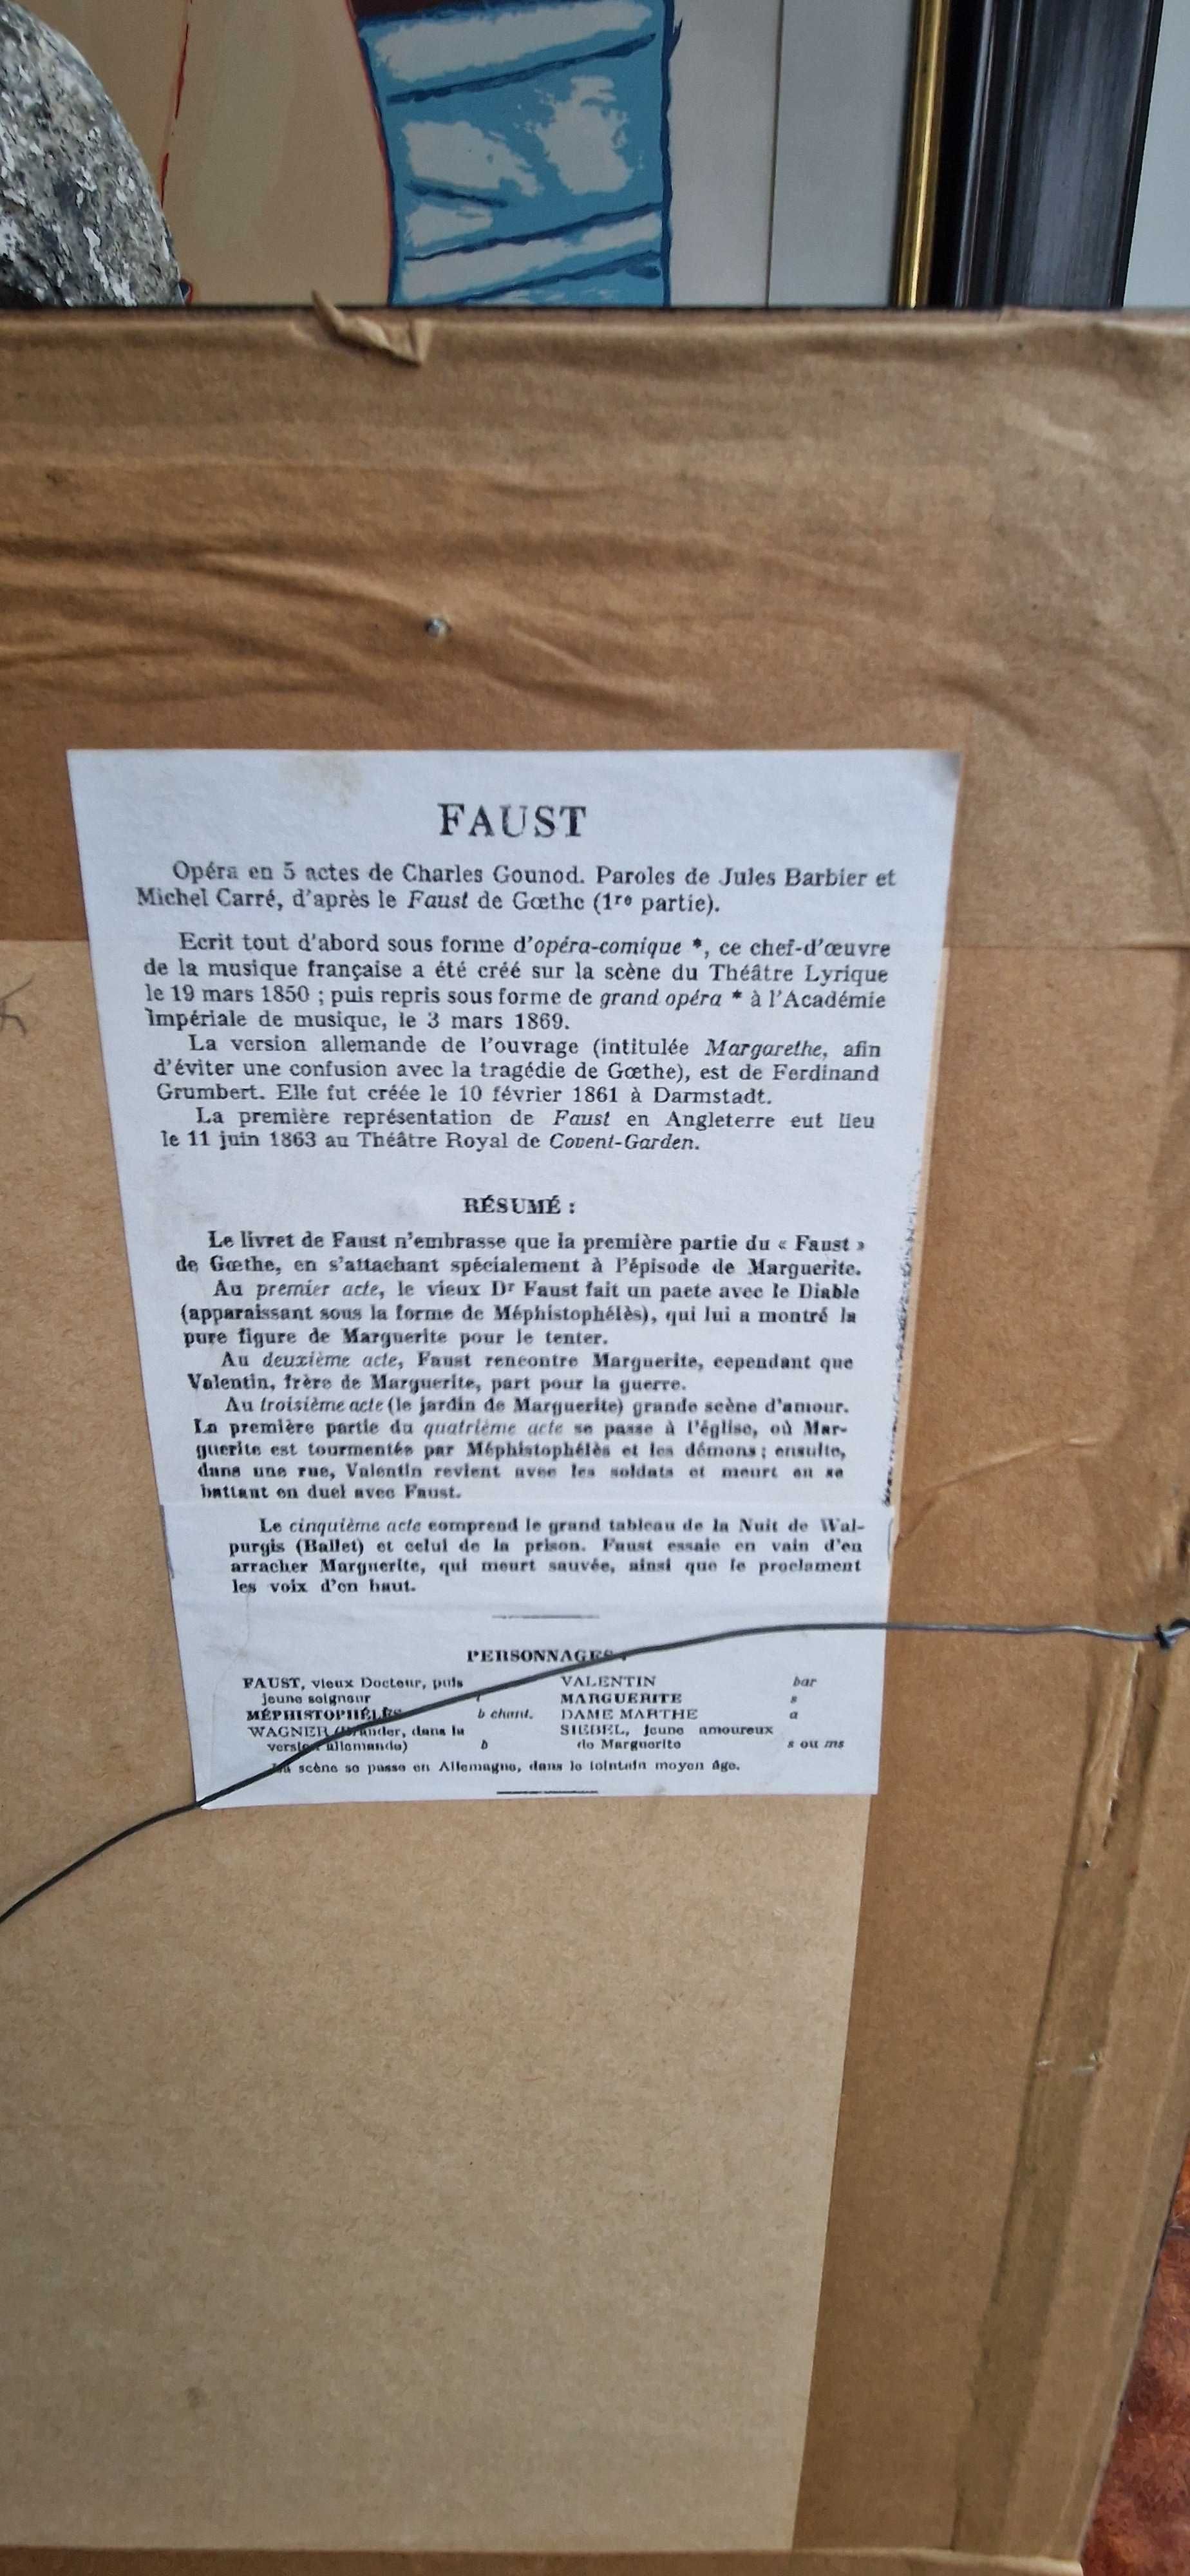 FAUST
Opéra en 5 actes de Charles Gounod. Paroles de Jules Barbier et
Michel Carré, d'après le Faust de Gœthe (1re partie).
Ecrit tout d'abord sous forme d'opéra-comique *, ce chef-d'œuvre
de la musique française a été créé sur la scène du Théâtre Lyrique
le 19 mars 1850 ; puis repris sous forme de grand opéra * à l'Académie
Impériale de musique, le 3 mars 1869.
La version allemande de l'ouvrage (intitulée Margarethe, afin
d'éviter une confusion avec la tragédie de Gœthe), est de Ferdinand
Grumbert. Elle fut créée le 10 février 1861 à Darmstadt.
La première représentation de Faust en Angleterre eut lieu
le 11 juin 1863 au Théâtre Royal de Covent-Garden.
RÉSUMÉ :
Le livret de Faust n'embrasse que la première partie du « Faust »
de Gœthe, en s'attachant spécialement à l'épisode de Marguerite.
Au premier acte, le vieux Dr Faust fait un pacte avec le Diable
(apparaissant sous la forme de Méphistophélès), qui lui a montré la
pure figure de Marguerite pour le tenter.
Au deuxième acte, Faust rencontre Marguerite, cependant que
Valentin, frère de Marguerite, part pour la guerre.
Au troisième acte (le jardin de Marguerite) grande scène d'amour.
La première partie du quatrième acte se passe à l'église, où Mar-
guerite est tourmentée par Méphistophélès et les démons ; ensuite,
dans une rue, Valentin revient avec les soldats et meurt en se
battant en duel avec Faust.
Le cinquième acte comprend le grand tableau de la Nuit de Wal-
purgis (Ballet) et celui de la prison. Faust essaie en vain d'en
arracher Marguerite, qui meurt sauvée, ainsi que le proclament
les voix d'en haut.
PERSONNAGES
FAUST, vieux Docteur, puis
jeune seigneur
MÉPHISTOPHÉLÈS b chant.
WAGNER (Brander, dans la
version allemande) b
VALENTIN bar
MARGUERITE s
DAME MARTHE a
SIEBEL, jeune amoureux
de Marguerite s ou ms
La scène se passe en Allemagne, dans le lointain moyen âge.